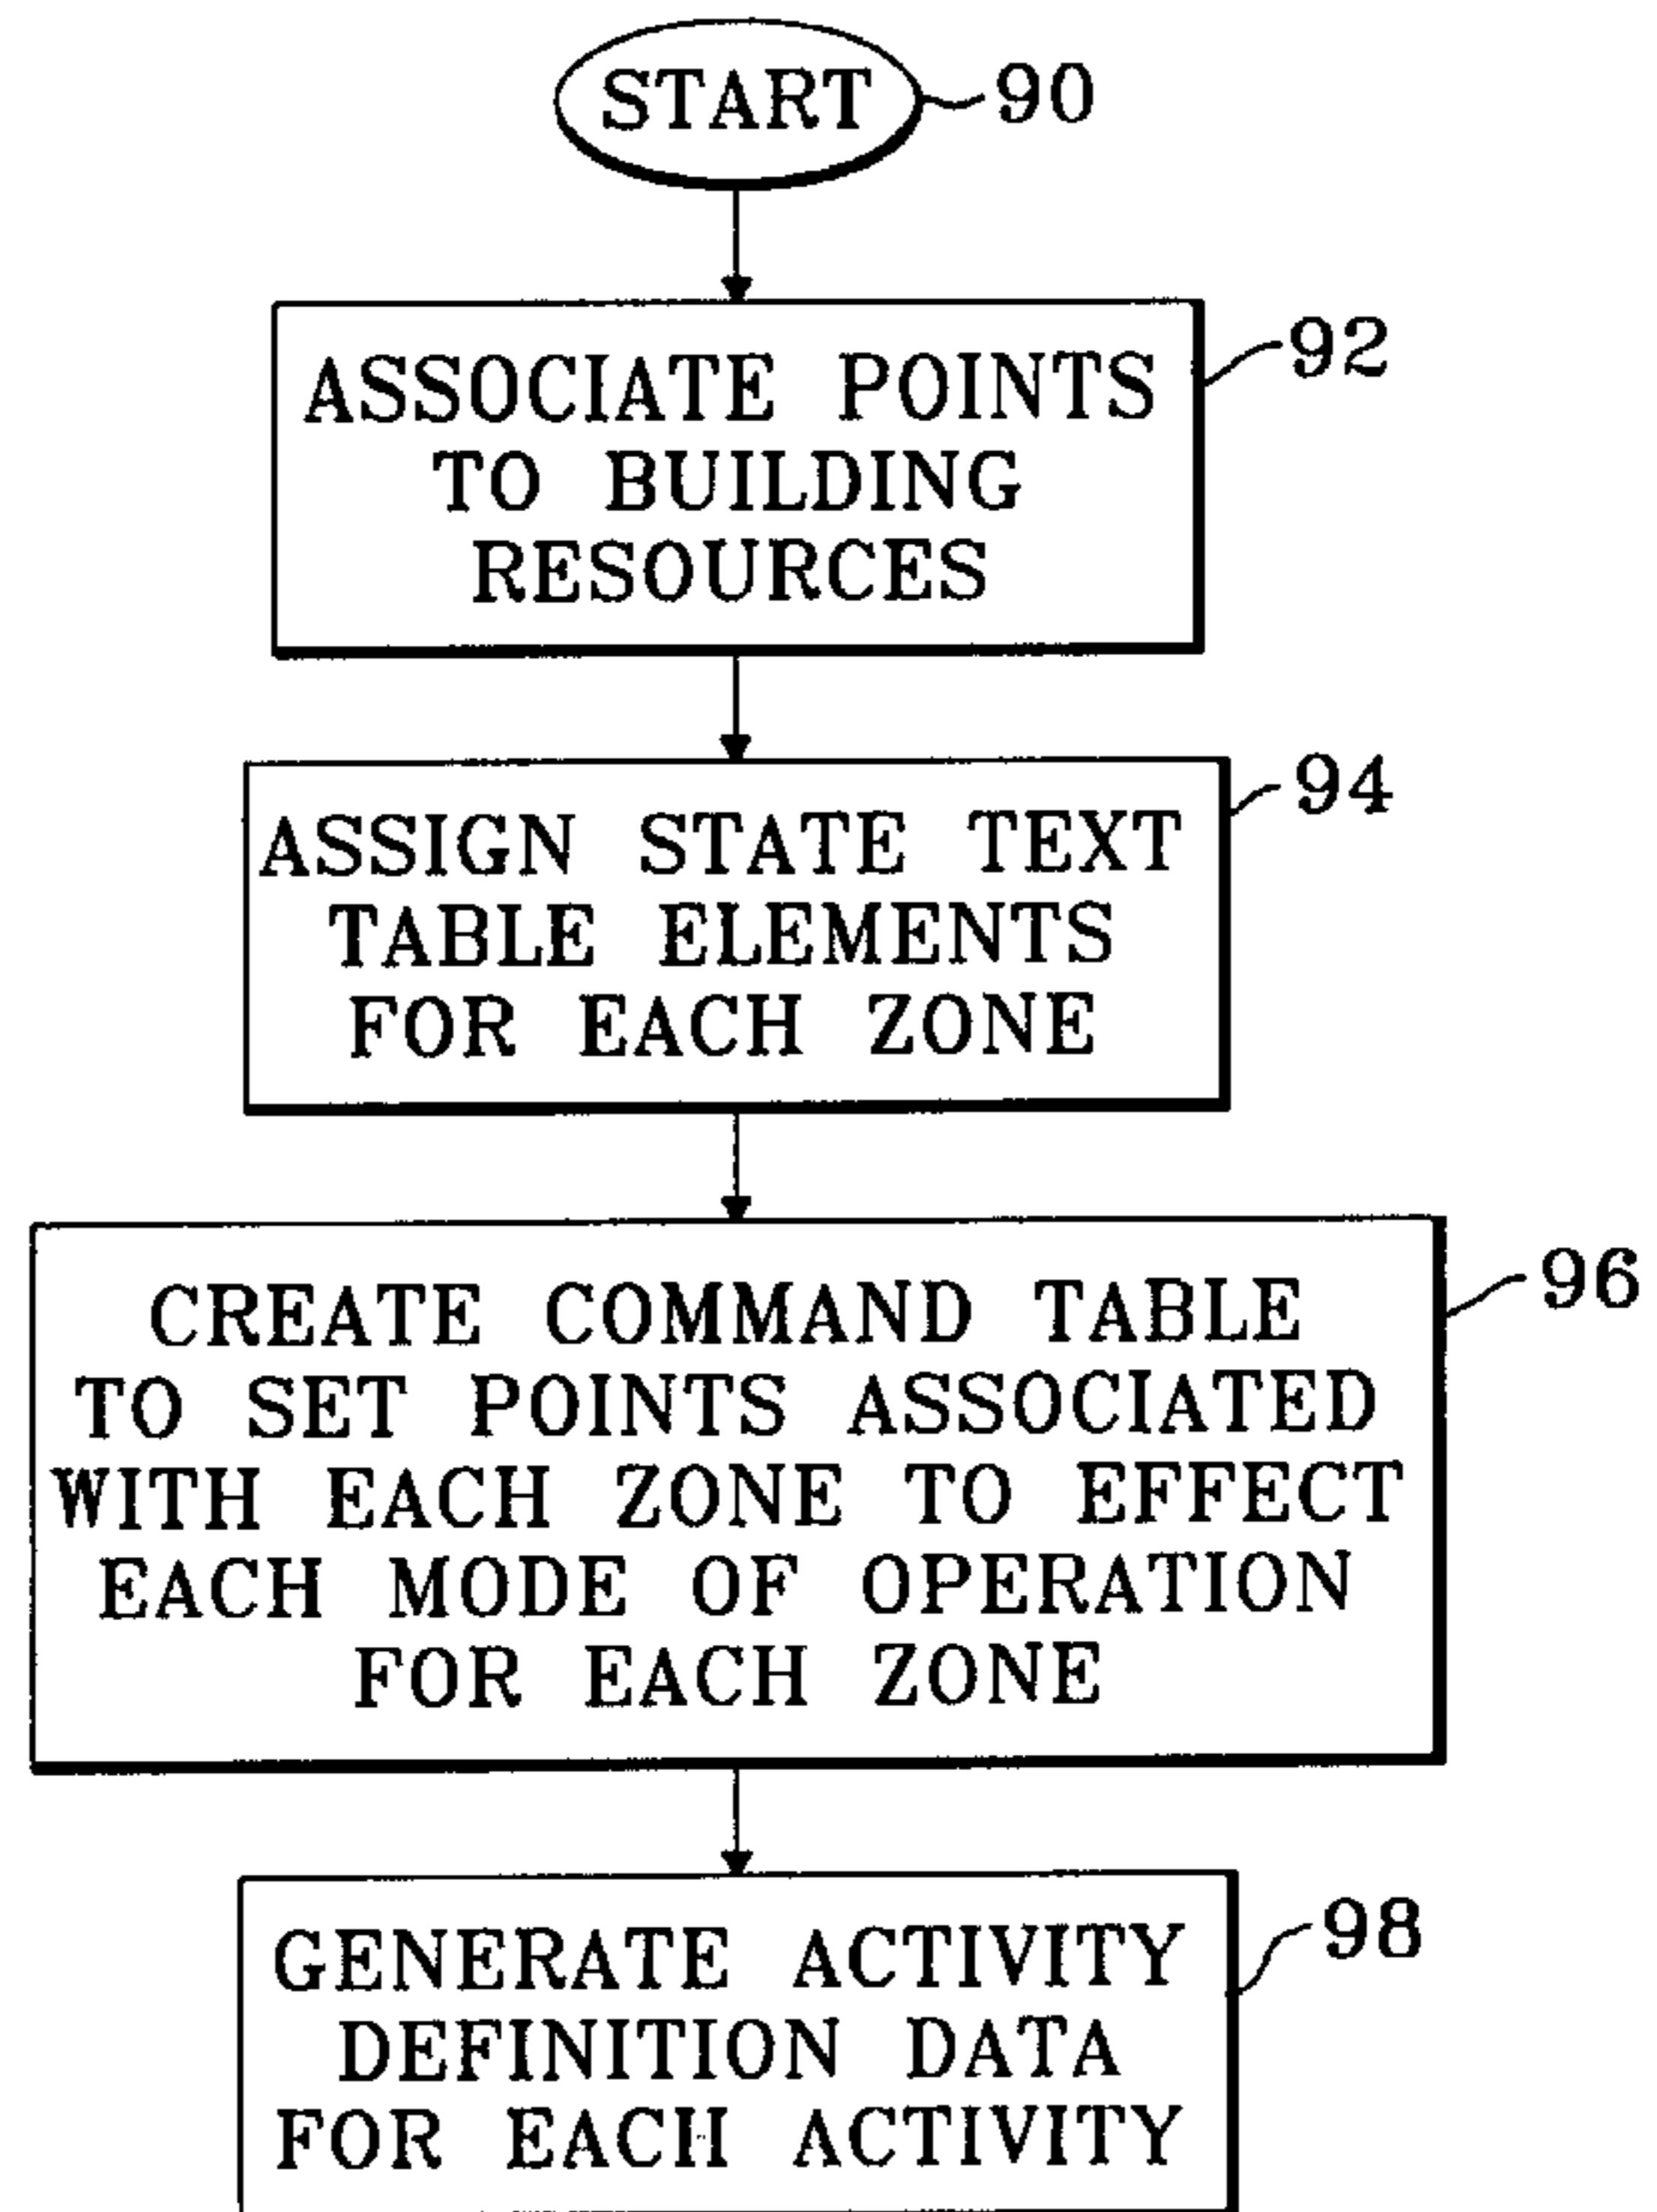 START
90
ASSOCIATE POINTS
TO BUILDING
RESOURCES
92
ASSIGN STATE TEXT
TABLE ELEMENTS
FOR EACH ZONE
94
CREATE COMMAND TABLE
TO SET POINTS ASSOCIATED
WITH EACH ZONE TO EFFECT
EACH MODE OF OPERATION
FOR EACH ZONE
96
GENERATE ACTIVITY
DEFINITION DATA
FOR EACH ACTIVITY
98